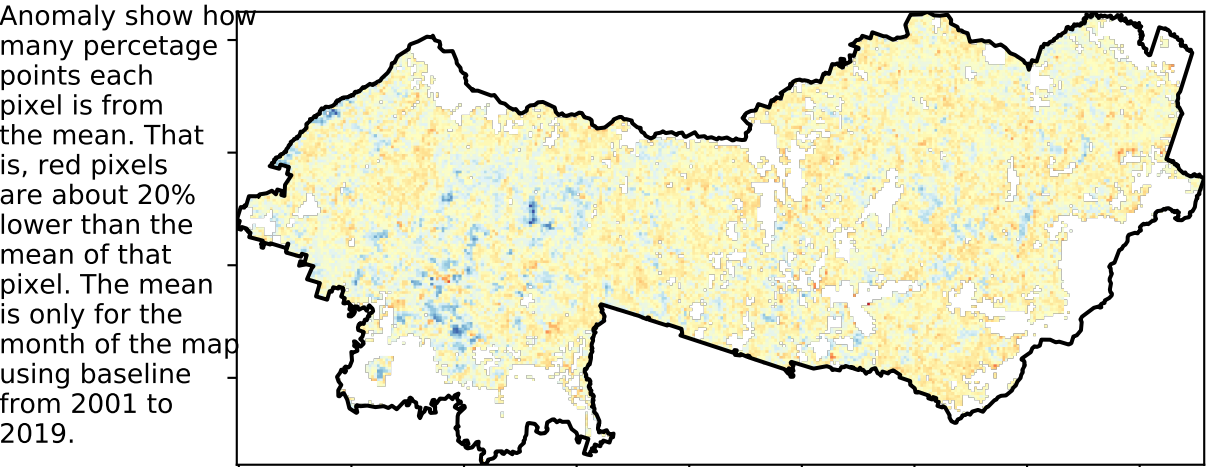 Anomaly show how
many percetage
points each
pixel is from
the mean. That
is, red pixels
are about 20%
lower than the
mean of that
pixel. The mean
is only for the
month of the map
using baseline
from 2001 to
2019.